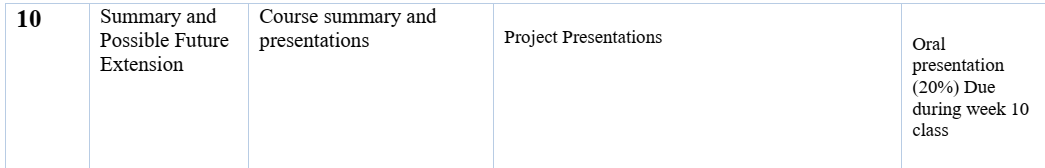 10
Summary and
Possible Future
Extension
Course summary and
presentations
Project Presentations
Oral
presentation
(20%) Due
during week 10
class